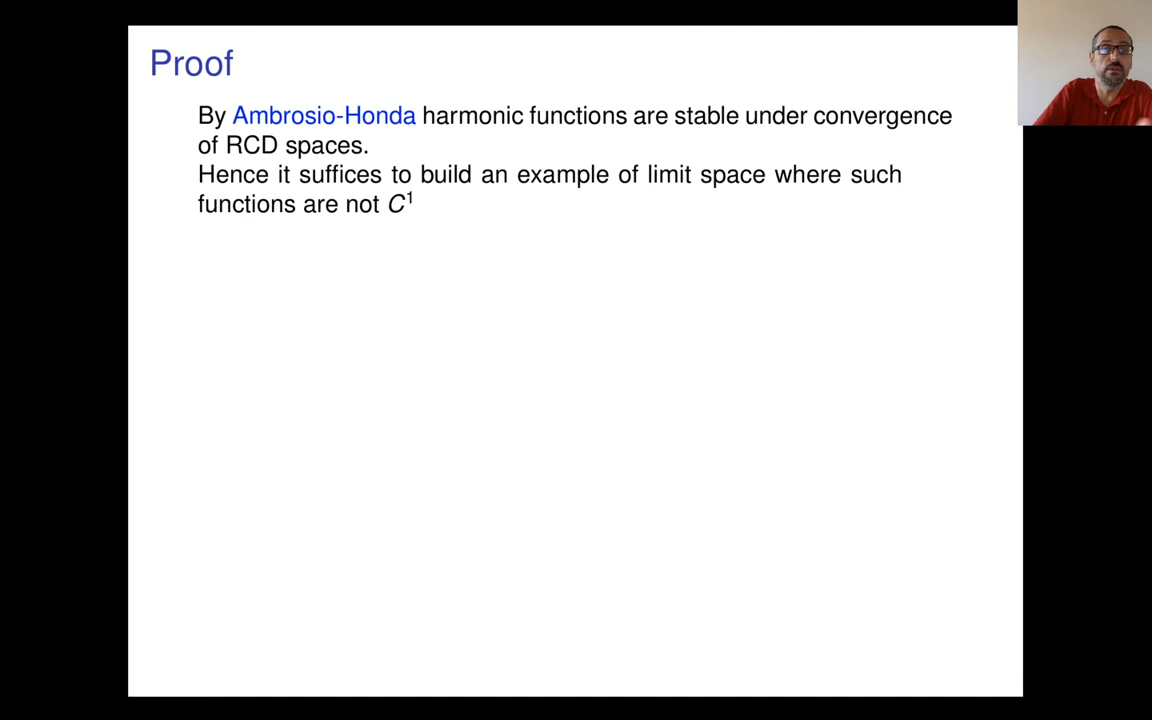 Proof
By Ambrosio-Honda harmonic functions are stable under convergence
of RCD spaces.
Hence it suffices to build an example of limit space where such
functions are not C¹